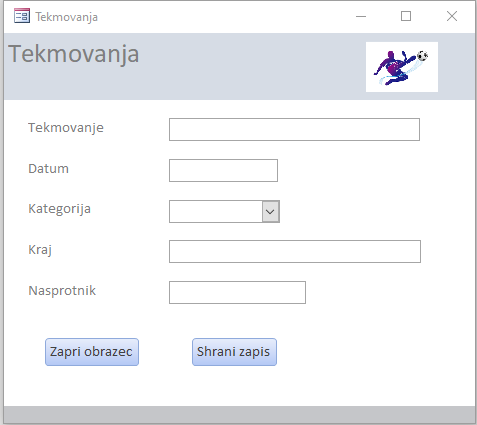 Tekmovanja
Tekmovanja
Tekmovanje
Datum
Kategorija
Kraj
Nasprotnik
Zapri obrazec
Shrani zapis